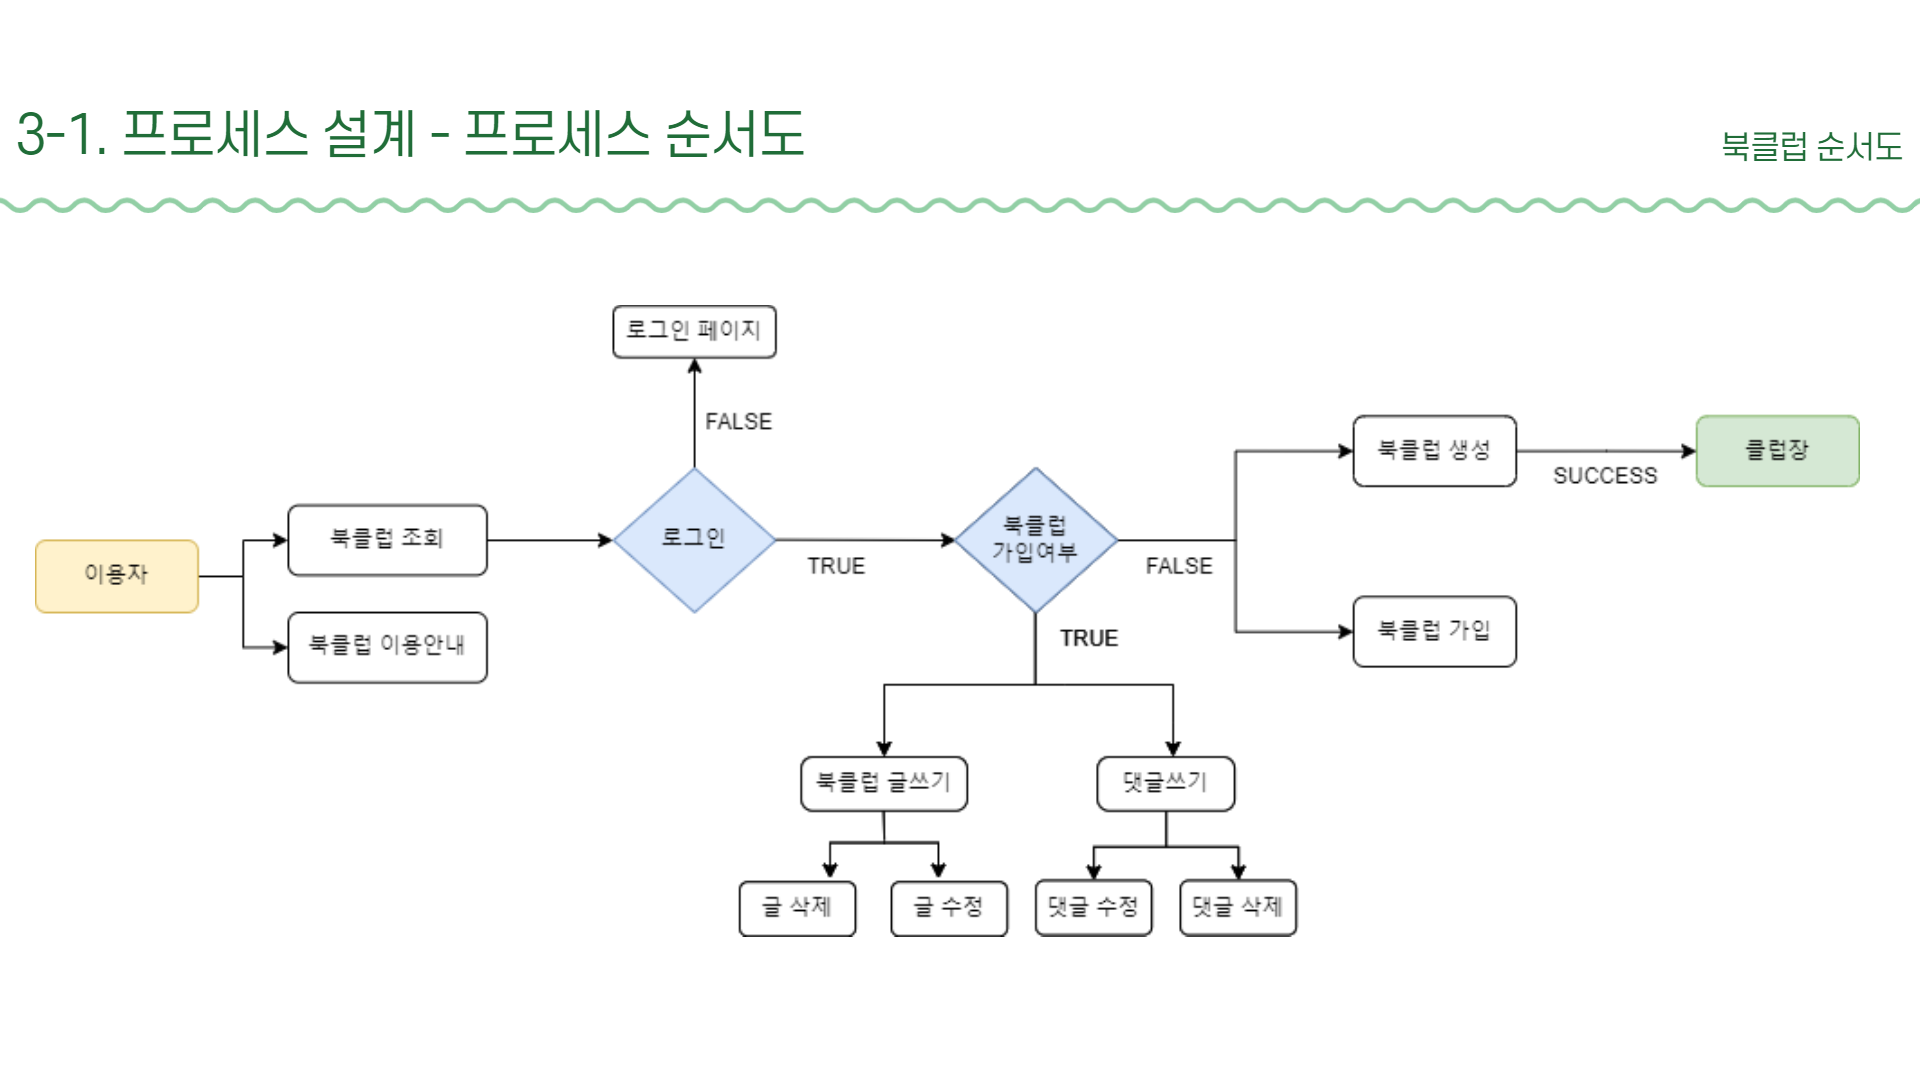 3-1. 프로세스 설계 - 프로세스 순서도
북클럽 순서도
로그인 페이지
FALSE
이용자
북클럽 조회
북클럽 이용안내
로그인
TRUE
북클럽
가입여부
FALSE
TRUE
북클럽 생성
SUCCESS
클럽장
북클럽 가입
북클럽 글쓰기
댓글쓰기
글 삭제
글 수정
댓글 수정
댓글 삭제